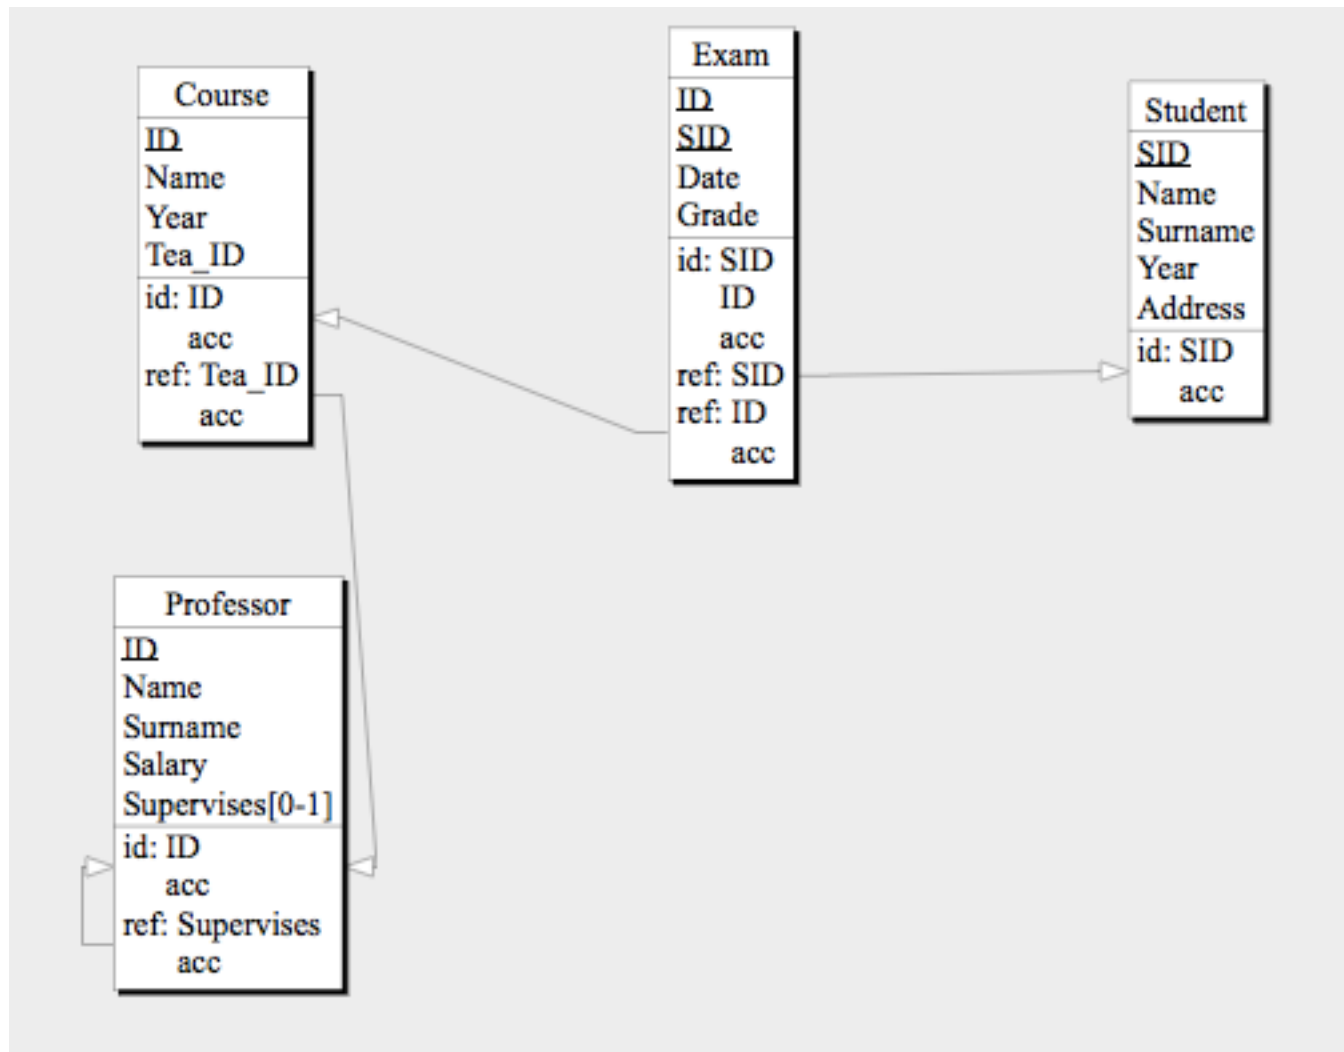 Course
ID
Name
Year
Tea_ID
id: ID
acc
ref: Tea_ID
acc
Exam
ID
SID
Date
Grade
id: SID
ID
acc
ref: SID
ref: ID
acc
Student
SID
Name
Surname
Year
Address
id: SID
acc
Professor
ID
Name
Surname
Salary
Supervises[0-1]
id: ID
acc
ref: Supervises
acc